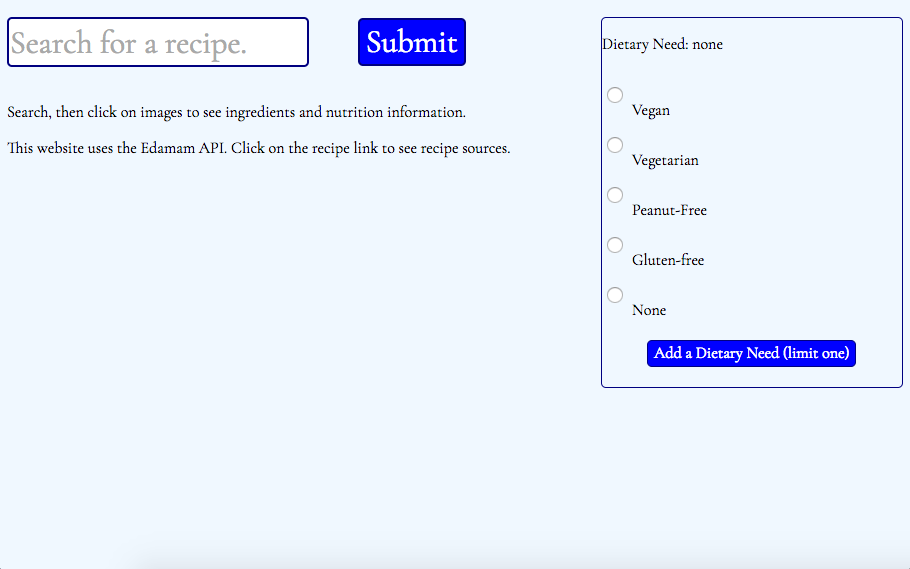 Search for a recipe.
Submit
Search, then click on images to see ingredients and nutrition information.
This website uses the Edamam API. Click on the recipe link to see recipe sources.
Dietary Need: none
Vegan
Vegetarian
Peanut-Free
Gluten-free
None
Add a Dietary Need (limit one)